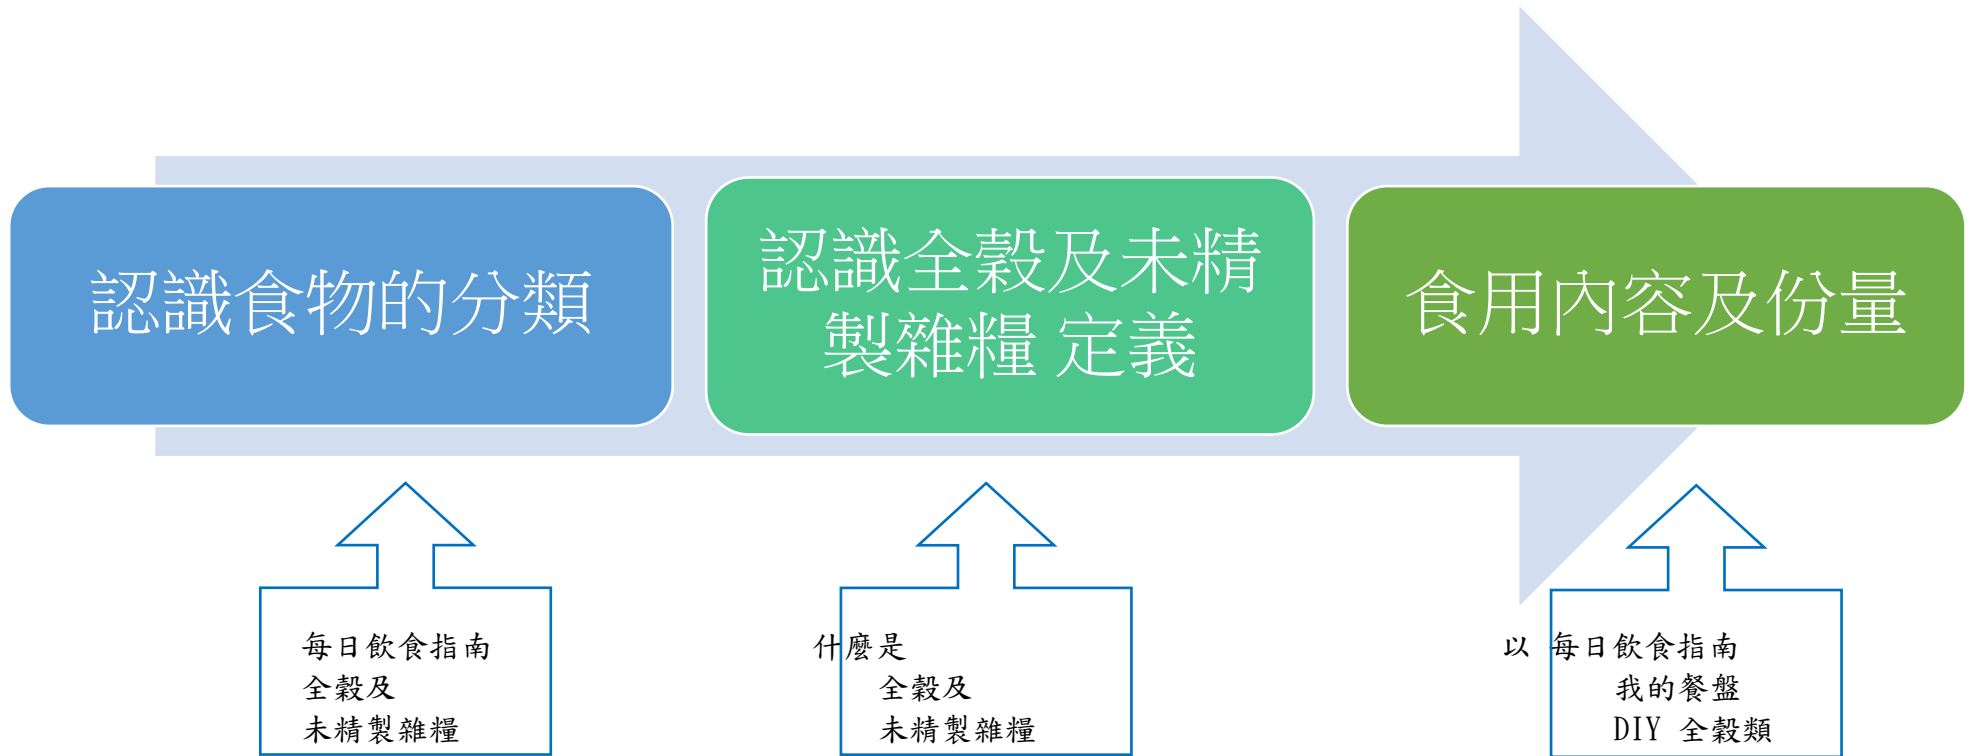 認識食物的分類
認識全穀及未精
製雜糧 定義
食用內容及份量
每日飲食指南
全穀及
未精製雜糧
什麼是
全穀及
未精製雜糧
以 每日飲食指南
我的餐盤
DIY 全穀類